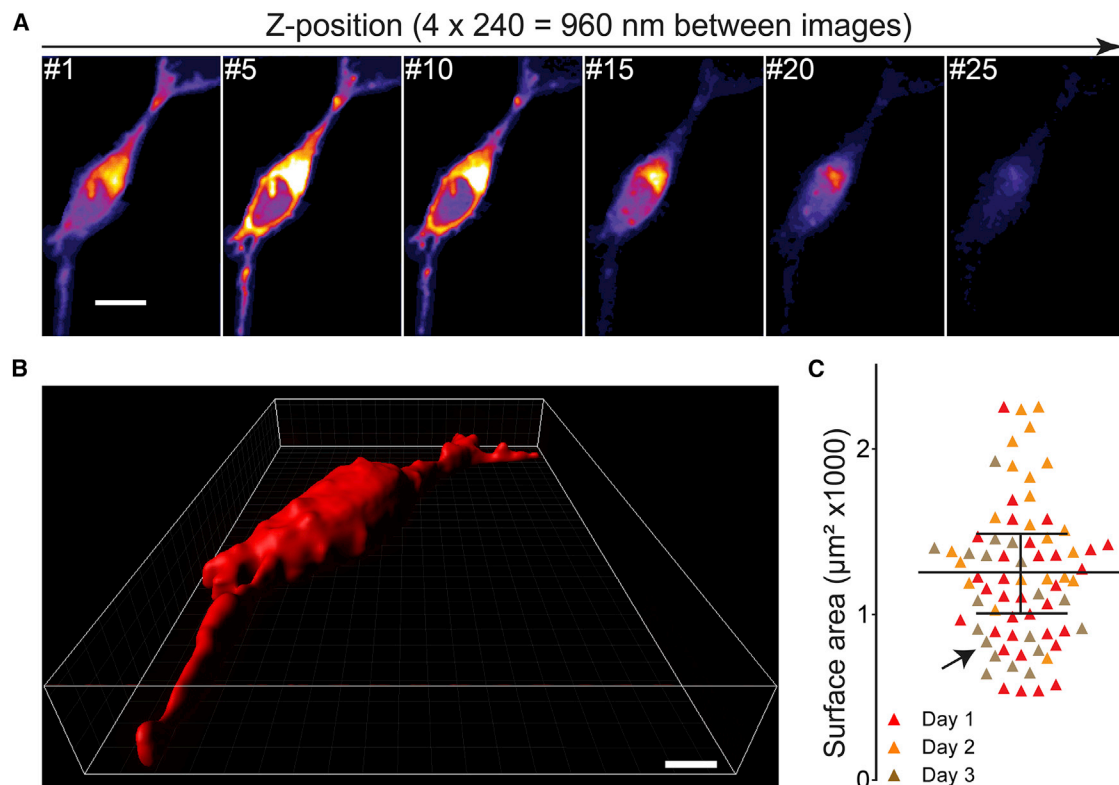 A
Z-position (4 x 240 = 960 nm between images)
#1
#5
#10
#15
#20
#25
B
C
Surface area (µm² x1000)
2
1
0
Day 1
Day 2
Day 3